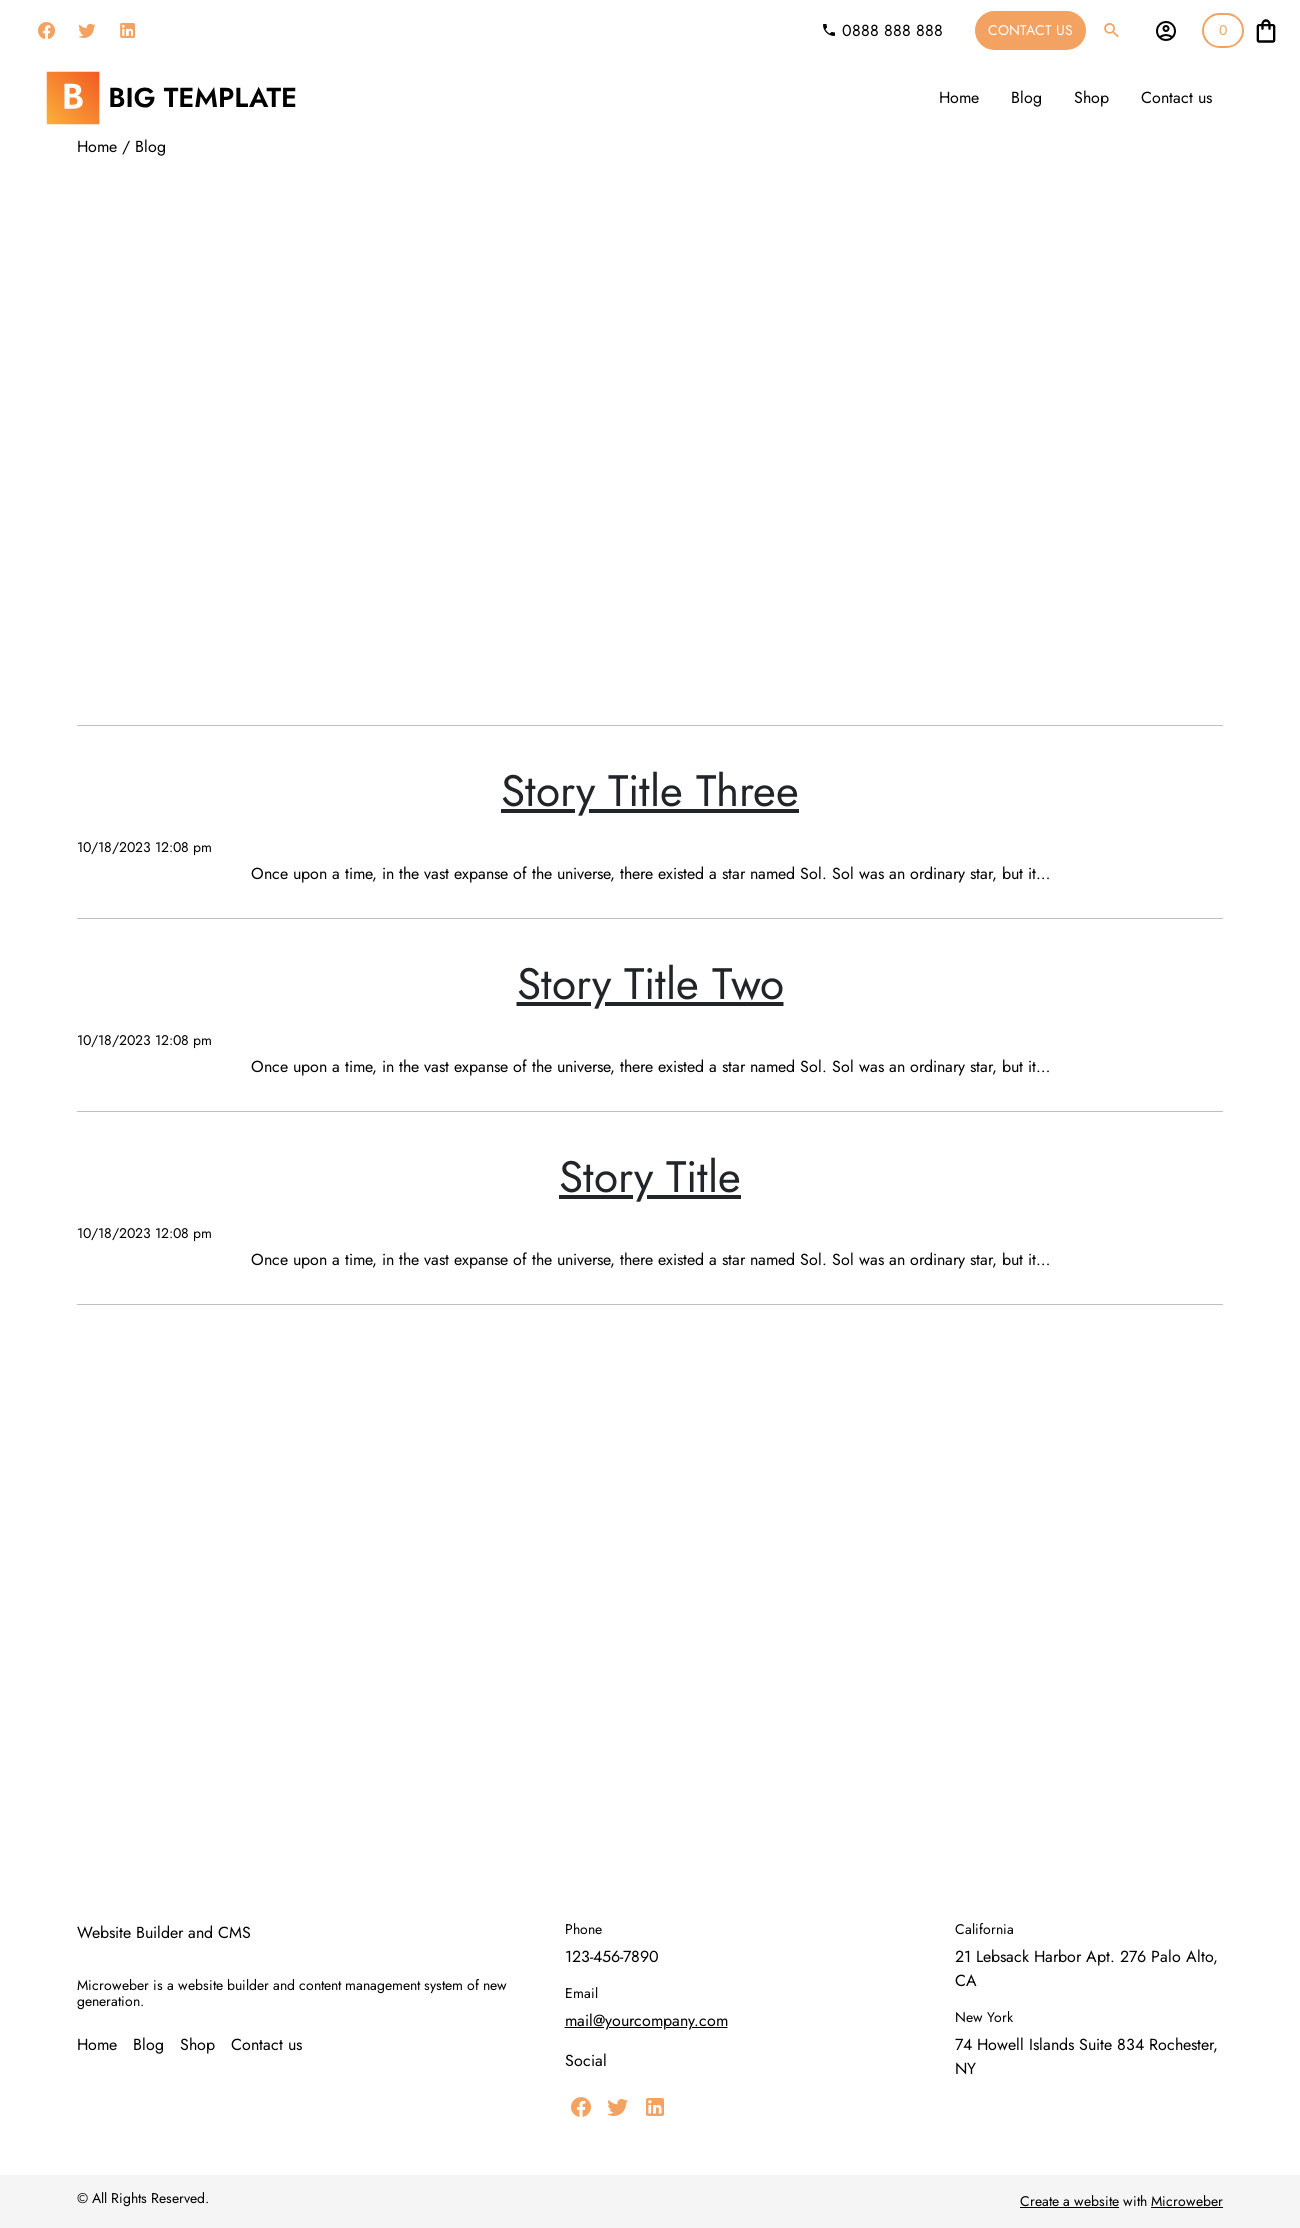 0888 888 888
CONTACT US
0
B BIG TEMPLATE
Home Blog Shop Contact us
Home / Blog
Story Title Three
10/18/2023 12:08 pm
Once upon a time, in the vast expanse of the universe, there existed a star named Sol. Sol was an ordinary star, but it...
Story Title Two
10/18/2023 12:08 pm
Once upon a time, in the vast expanse of the universe, there existed a star named Sol. Sol was an ordinary star, but it...
Story Title
10/18/2023 12:08 pm
Once upon a time, in the vast expanse of the universe, there existed a star named Sol. Sol was an ordinary star, but it...
Website Builder and CMS
Microweber is a website builder and content management system of new
generation.
Home Blog Shop Contact us
Phone
123-456-7890
Email
mail@yourcompany.com
Social
California
21 Lebsack Harbor Apt. 276 Palo Alto,
CA
New York
74 Howell Islands Suite 834 Rochester,
NY
© All Rights Reserved.
Create a website with Microweber